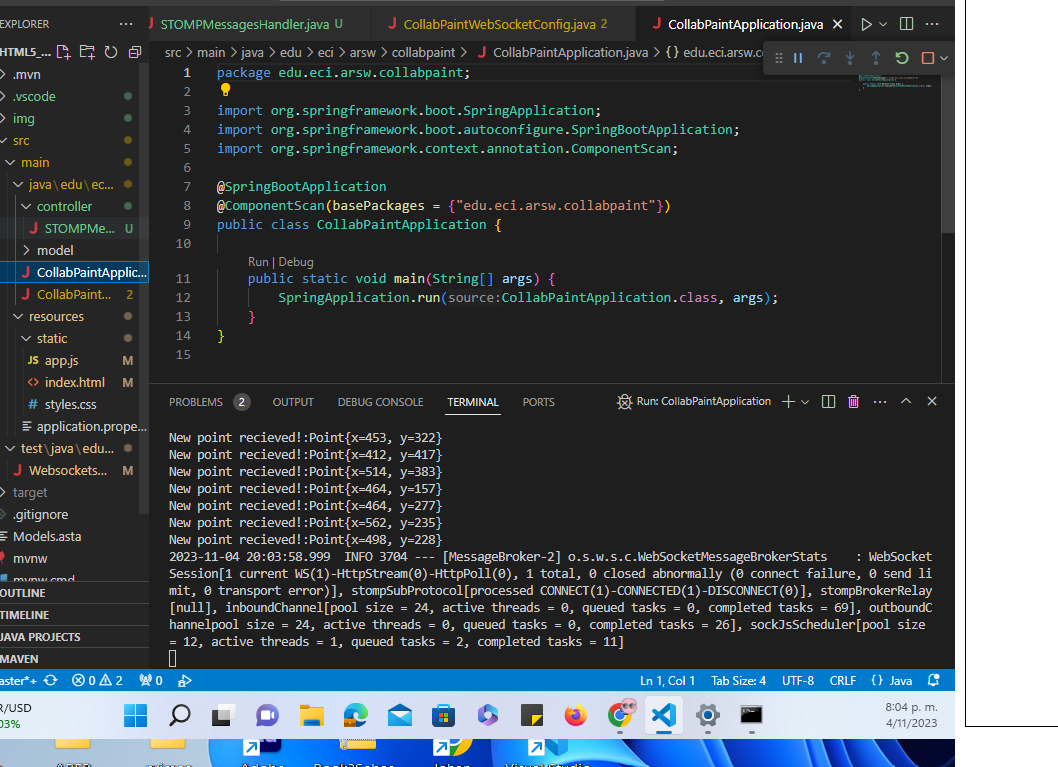 EXPLORER
STOMPMessagesHandler.java U
CollabPaintWebSocketConfig.java 2
CollabPaintApplication.java
HTML5_...
src > main > java > edu > eci > arsw > collabpaint > CollabPaintApplication.java > {} edu.eci.arsw.c
.mvn
.vscode
img
src
main
java\edu\ec...
controller
STOMPMe... U
model
CollabPaintApplic...
CollabPaint... 2
resources
static
JS app.js M
<> index.html M
# styles.css
application.prope...
test\java\edu...
Websockets... M
target
.gitignore
Models.asta
mvnw
mvnw.cmd
OUTLINE
TIMELINE
JAVA PROJECTS
MAVEN
1 package edu.eci.arsw.collabpaint;
2
3 import org.springframework.boot.SpringApplication;
4 import org.springframework.boot.autoconfigure.SpringBootApplication;
5 import org.springframework.context.annotation.ComponentScan;
6
7 @SpringBootApplication
8 @ComponentScan(basePackages = {"edu.eci.arsw.collabpaint"})
9 public class CollabPaintApplication {
10
Run | Debug
11 public static void main(String[] args) {
12 SpringApplication.run(source:CollabPaintApplication.class, args);
13 }
14 }
15
PROBLEMS 2 OUTPUT DEBUG CONSOLE TERMINAL PORTS
Run: CollabPaintApplication
New point recieved!:Point{x=453, y=322}
New point recieved!:Point{x=412, y=417}
New point recieved!:Point{x=514, y=383}
New point recieved!:Point{x=464, y=157}
New point recieved!:Point{x=464, y=277}
New point recieved!:Point{x=562, y=235}
New point recieved!:Point{x=498, y=228}
2023-11-04 20:03:58.999 INFO 3704 --- [MessageBroker-2] o.s.w.s.c.WebSocketMessageBrokerStats : WebSocket
Session[1 current WS(1)-HttpStream(0)-HttpPoll(0), 1 total, 0 closed abnormally (0 connect failure, 0 send li
mit, 0 transport error)], stompSubProtocol[processed CONNECT(1)-CONNECTED(1)-DISCONNECT(0)], stompBrokerRelay
[null], inboundChannel[pool size = 24, active threads = 0, queued tasks = 0, completed tasks = 69], outboundC
hannelpool size = 24, active threads = 0, queued tasks = 0, completed tasks = 26], sockJsScheduler[pool size
= 12, active threads = 1, queued tasks = 2, completed tasks = 11]
aster*+ 0 2 0
Ln 1, Col 1 Tab Size: 4 UTF-8 CRLF {} Java
R/USD
03%
8:04 p. m.
4/11/2023